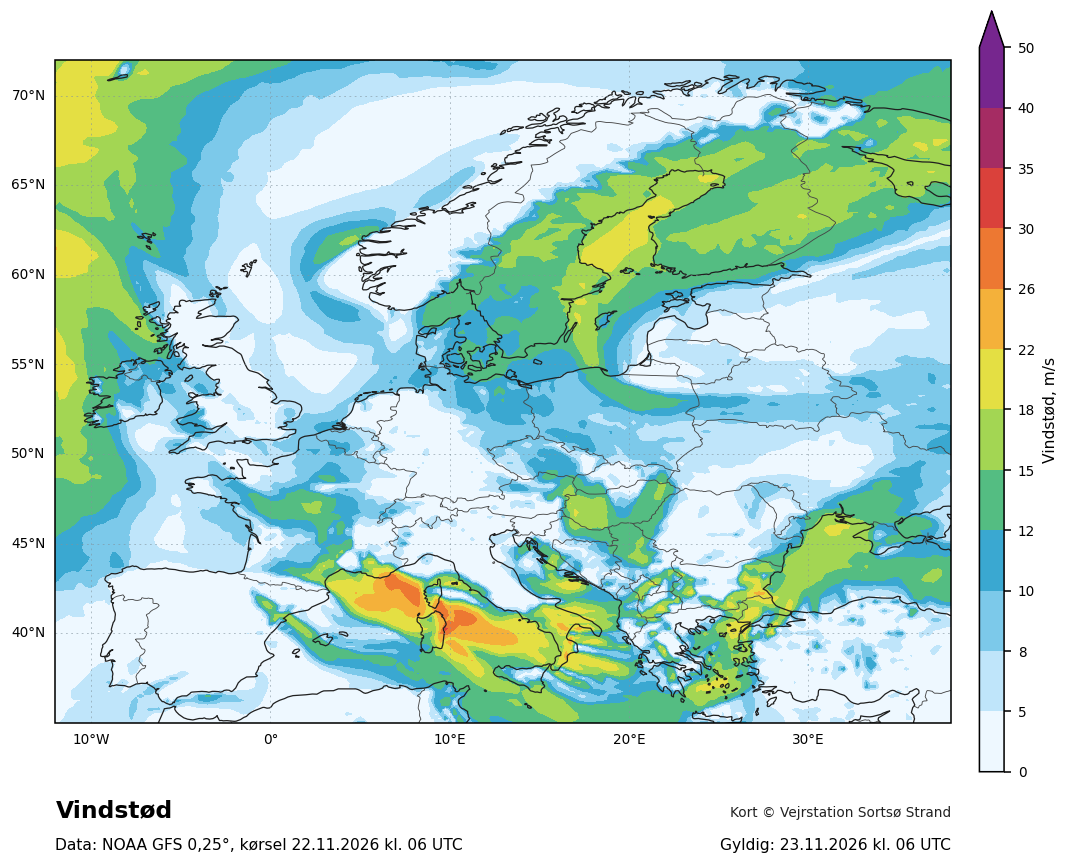 70°N
65°N
60°N
55°N
50°N
45°N
40°N
10°W 0° 10°E 20°E 30°E
50
40
35
30
26
22
18
15
12
10
8
5
0
Vindstød, m/s
Vindstød
Kort © Vejrstation Sortsø Strand
Data: NOAA GFS 0,25°, kørsel 22.11.2026 kl. 06 UTC
Gyldig: 23.11.2026 kl. 06 UTC